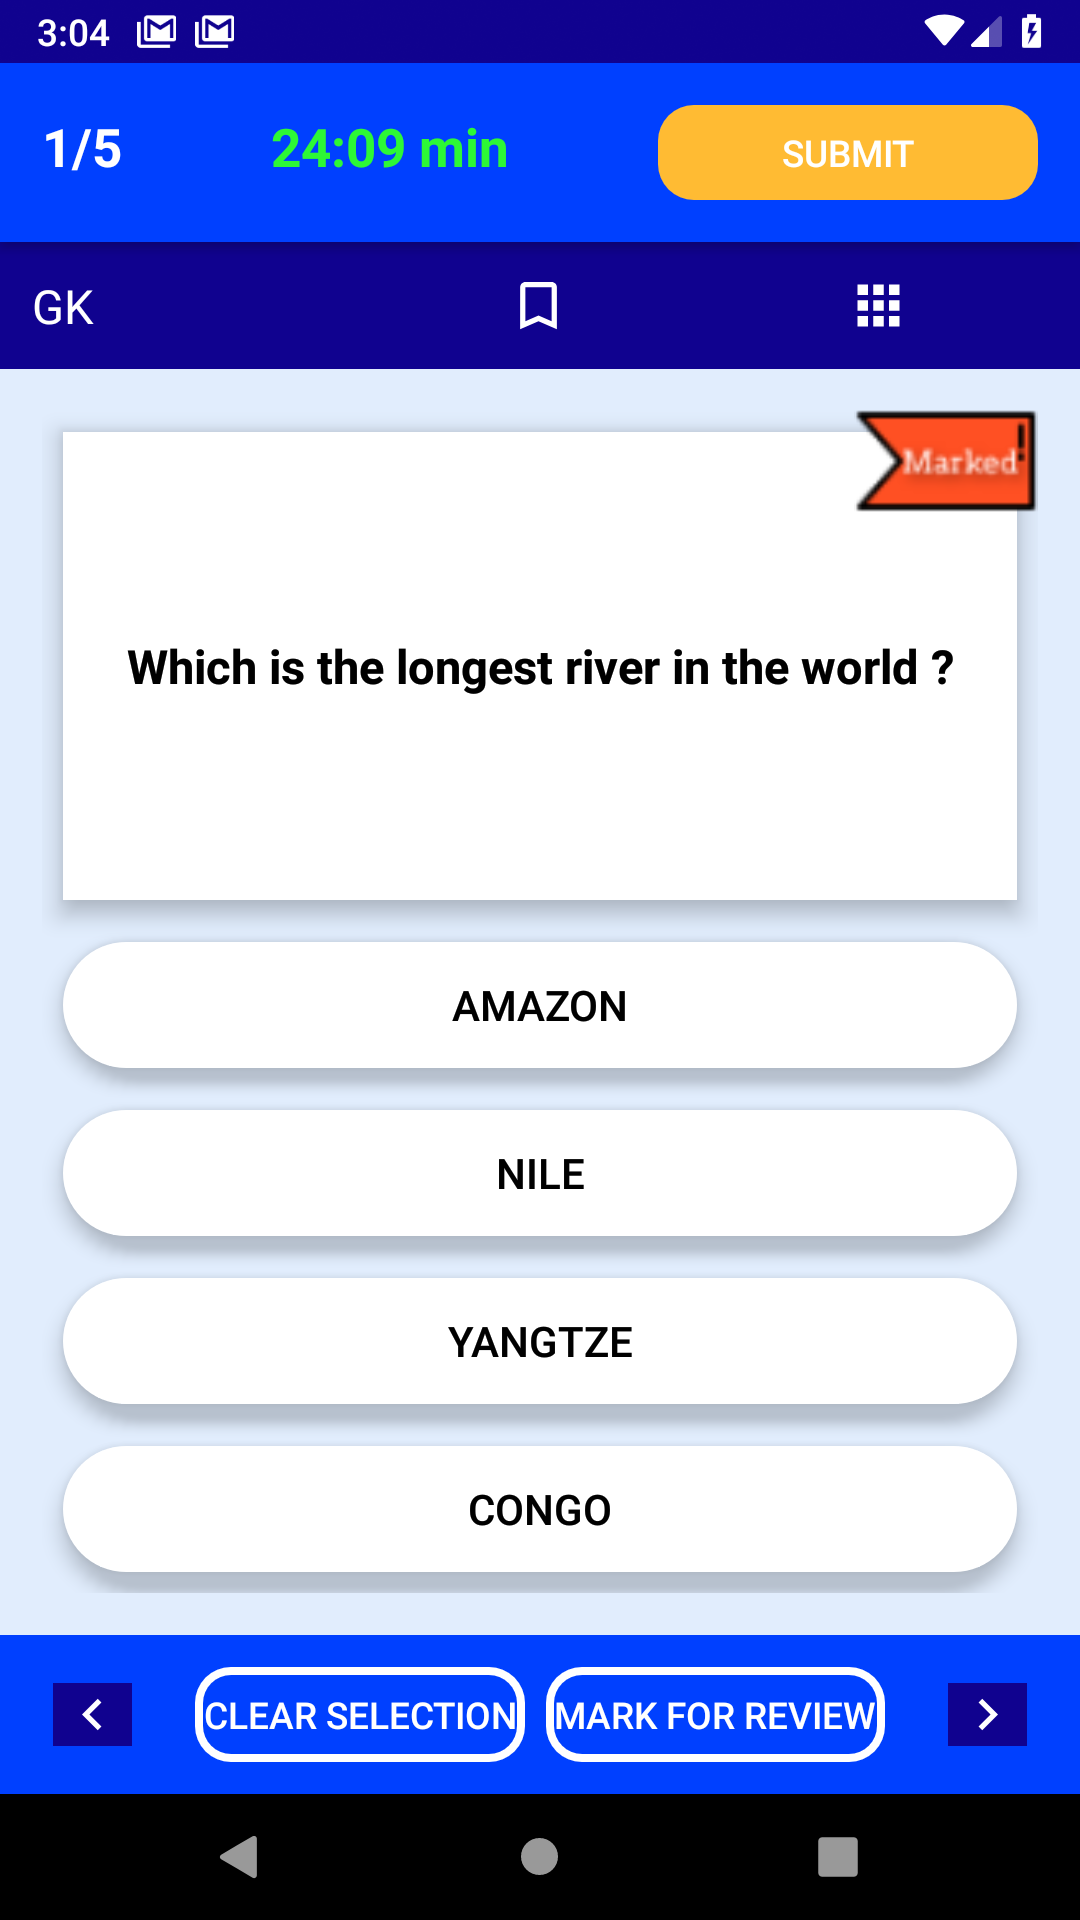 3:04
1/5 24:09 min SUBMIT
GK
Marked!
Which is the longest river in the world ?
AMAZON
NILE
YANGTZE
CONGO
CLEAR SELECTION MARK FOR REVIEW